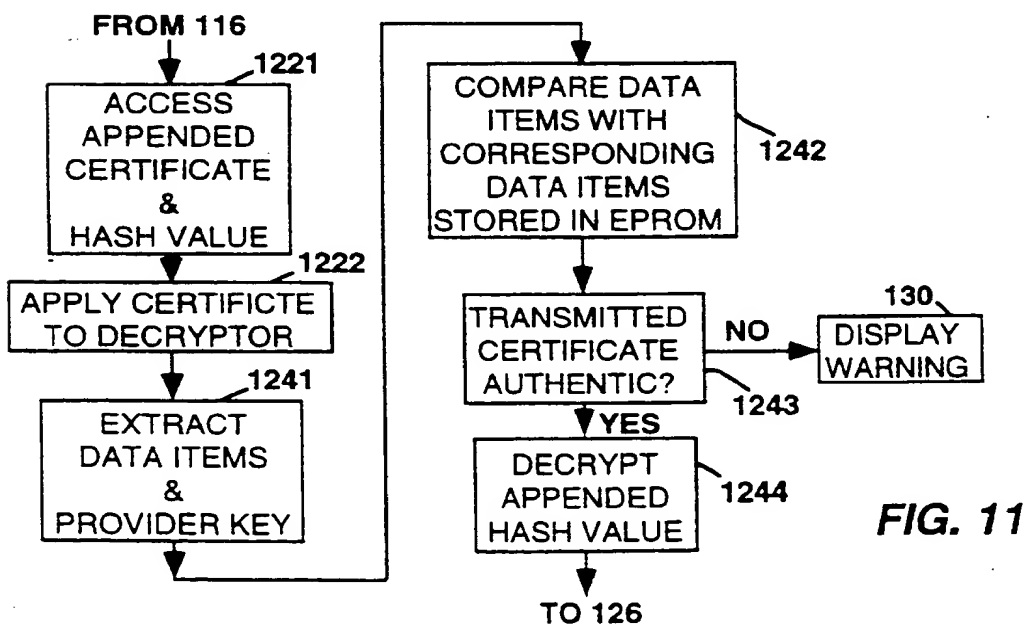 FROM 116
1221
ACCESS
APPENDED
CERTIFICATE
&
HASH VALUE
1222
APPLY CERTIFICTE
TO DECRYPTOR
1241
EXTRACT
DATA ITEMS
&
PROVIDER KEY
COMPARE DATA
ITEMS WITH
CORRESPONDING
DATA ITEMS
STORED IN EPROM
1242
TRANSMITTED
CERTIFICATE
AUTHENTIC?
1243
NO
130
DISPLAY
WARNING
YES
DECRYPT
APPENDED
HASH VALUE
1244
TO 126
FIG. 11